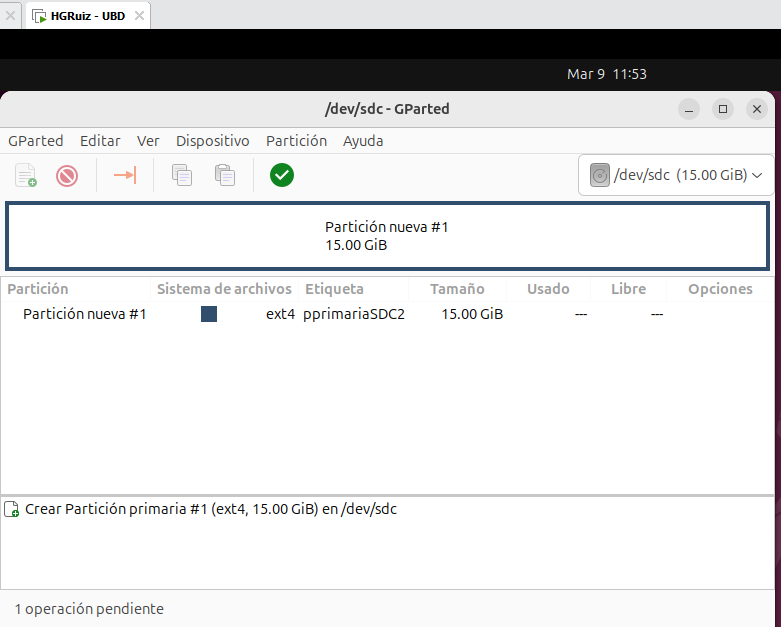 HGRuiz - UBD
Mar 9 11:53
/dev/sdc - GParted
GParted Editar Ver Dispositivo Partición Ayuda
/dev/sdc (15.00 GiB)
Partición nueva #1
15.00 GiB
Partición Sistema de archivos Etiqueta Tamaño Usado Libre Opciones
Partición nueva #1 ext4 pprimariaSDC2 15.00 GiB --- ---
Crear Partición primaria #1 (ext4, 15.00 GiB) en /dev/sdc
1 operación pendiente